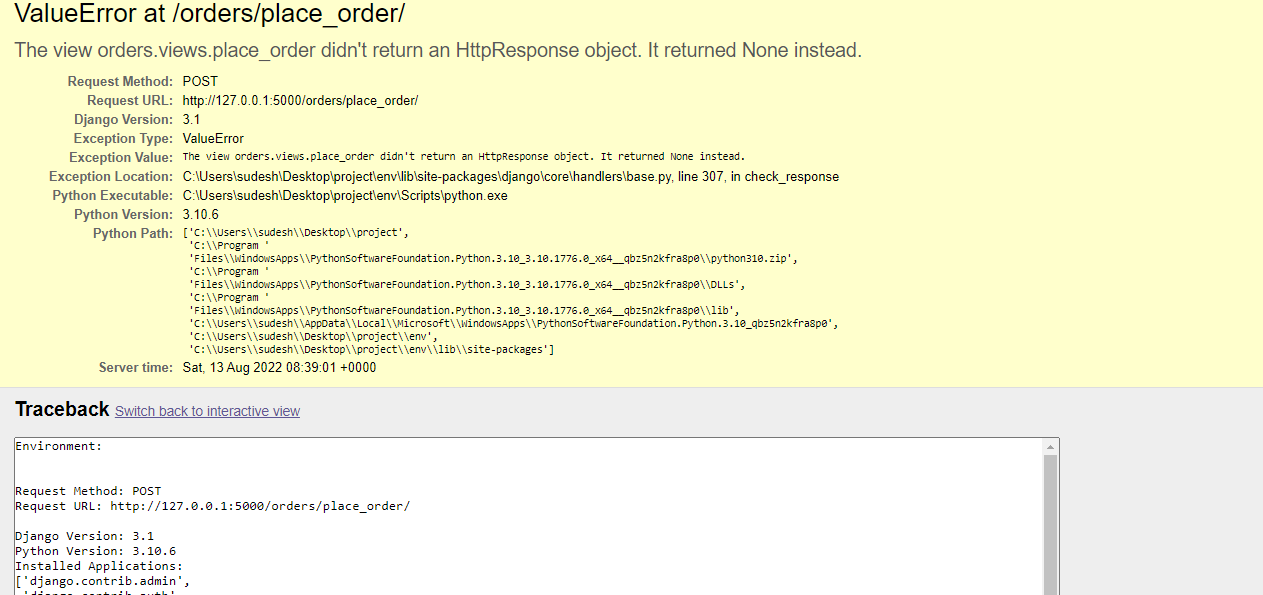 ValueError at /orders/place_order/
The view orders.views.place_order didn't return an HttpResponse object. It returned None instead.
Request Method: POST
Request URL: http://127.0.0.1:5000/orders/place_order/
Django Version: 3.1
Exception Type: ValueError
Exception Value: The view orders.views.place_order didn't return an HttpResponse object. It returned None instead.
Exception Location: C:\Users\sudesh\Desktop\project\env\lib\site-packages\django\core\handlers\base.py, line 307, in check_response
Python Executable: C:\Users\sudesh\Desktop\project\env\Scripts\python.exe
Python Version: 3.10.6
Python Path: ['C:\\Users\\sudesh\\Desktop\\project',
'C:\\Program '
'Files\\WindowsApps\\PythonSoftwareFoundation.Python.3.10_3.10.1776.0_x64__qbz5n2kfra8p0\\python310.zip',
'C:\\Program '
'Files\\WindowsApps\\PythonSoftwareFoundation.Python.3.10_3.10.1776.0_x64__qbz5n2kfra8p0\\DLLs',
'C:\\Program '
'Files\\WindowsApps\\PythonSoftwareFoundation.Python.3.10_3.10.1776.0_x64__qbz5n2kfra8p0\\lib',
'C:\\Users\\sudesh\\AppData\\Local\\Microsoft\\WindowsApps\\PythonSoftwareFoundation.Python.3.10_qbz5n2kfra8p0',
'C:\\Users\\sudesh\\Desktop\\project\\env',
'C:\\Users\\sudesh\\Desktop\\project\\env\\lib\\site-packages']
Server time: Sat, 13 Aug 2022 08:39:01 +0000
Traceback Switch back to interactive view
Environment:
Request Method: POST
Request URL: http://127.0.0.1:5000/orders/place_order/
Django Version: 3.1
Python Version: 3.10.6
Installed Applications:
['django.contrib.admin',
'django.contrib.auth',